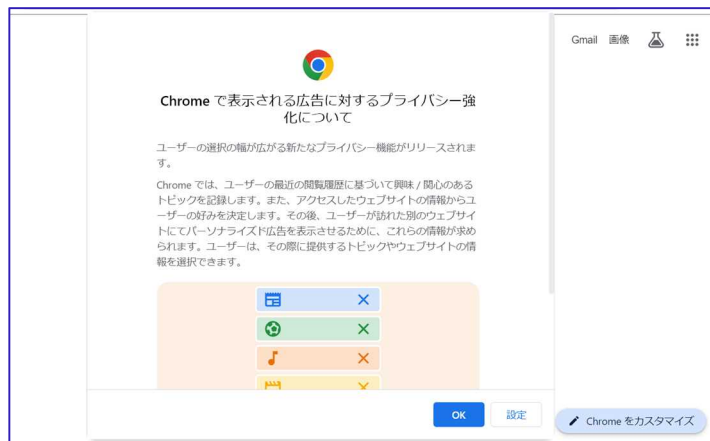 Gmail 画像
Chrome で表示される広告に対するプライバシー強
化について
ユーザーの選択の幅が広がる新たなプライバシー機能がリリースされま
す。
Chrome では、ユーザーの最近の閲覧履歴に基づいて興味 / 関心のある
トピックを記録します。また、アクセスしたウェブサイトの情報からユ
ーザーの好みを決定します。その後、ユーザーが訪れた別のウェブサイ
トにてパーソナライズド広告を表示させるために、これらの情報が求め
られます。ユーザーは、その際に提供するトピックやウェブサイトの情
報を選択できます。
OK 設定
Chrome をカスタマイズ